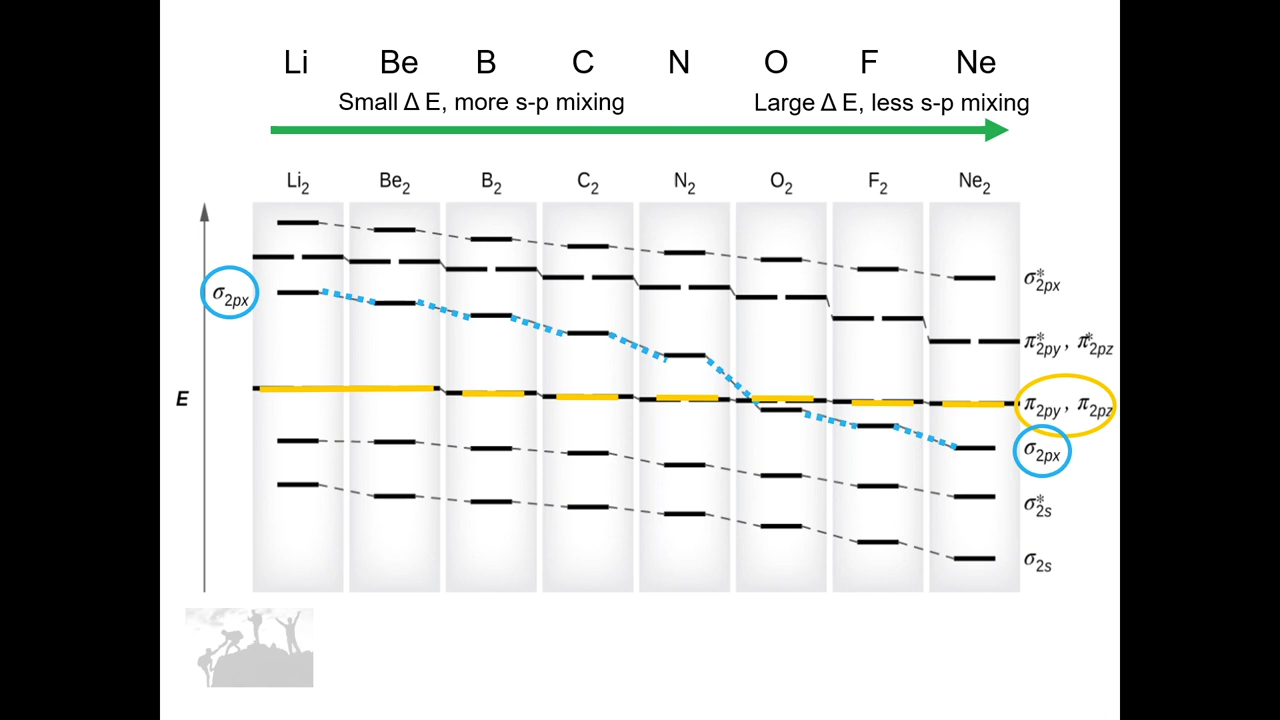 Li Be B C N O F Ne
Small Δ E, more s-p mixing Large Δ E, less s-p mixing
Li₂ Be₂ B₂ C₂ N₂ O₂ F₂ Ne₂
σ*₂px
σ₂px
π*₂py , π*₂pz
E
π₂py , π₂pz
σ₂px
σ*₂s
σ₂s